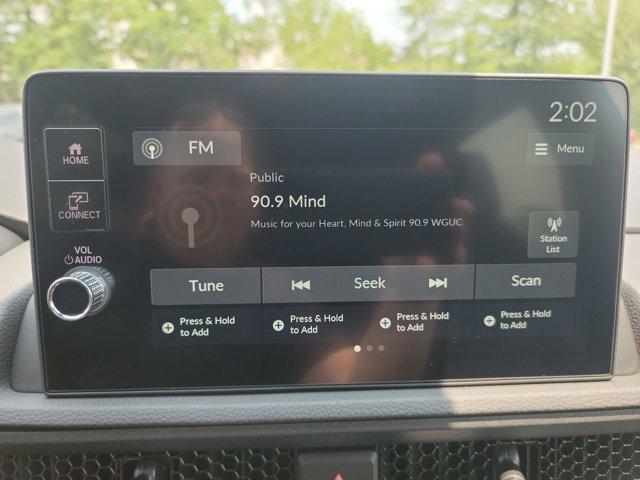 2:02
HOME
FM
Menu
Public
90.9 Mind
CONNECT
Music for your Heart, Mind & Spirit 90.9 WGUC
Station
List
VOL
AUDIO
Tune
Seek
Scan
Press & Hold
to Add
Press & Hold
to Add
Press & Hold
to Add
Press & Hold
to Add